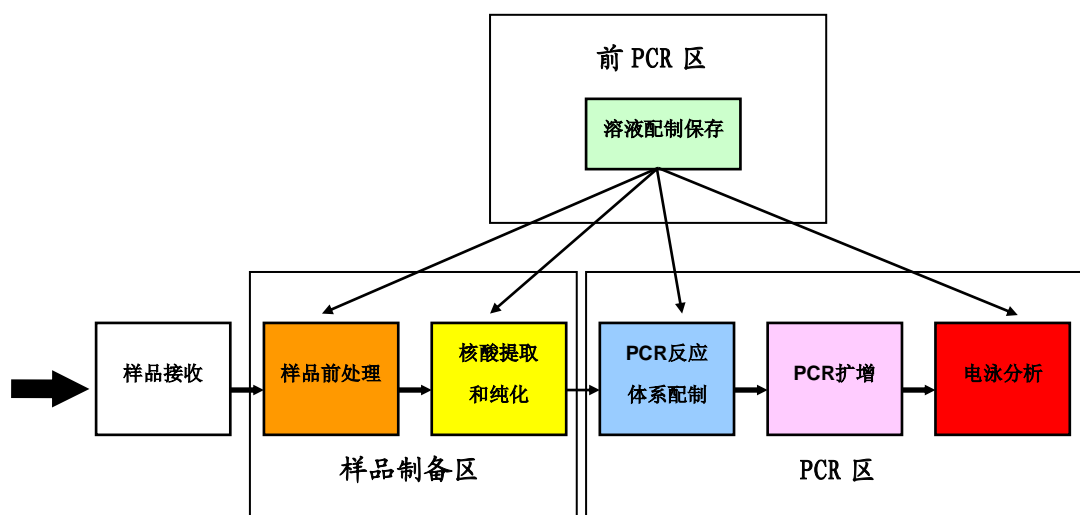 前 PCR 区
溶液配制保存
样品接收
样品前处理
核酸提取
和纯化
PCR反应
体系配制
PCR扩增
电泳分析
样品制备区
PCR 区